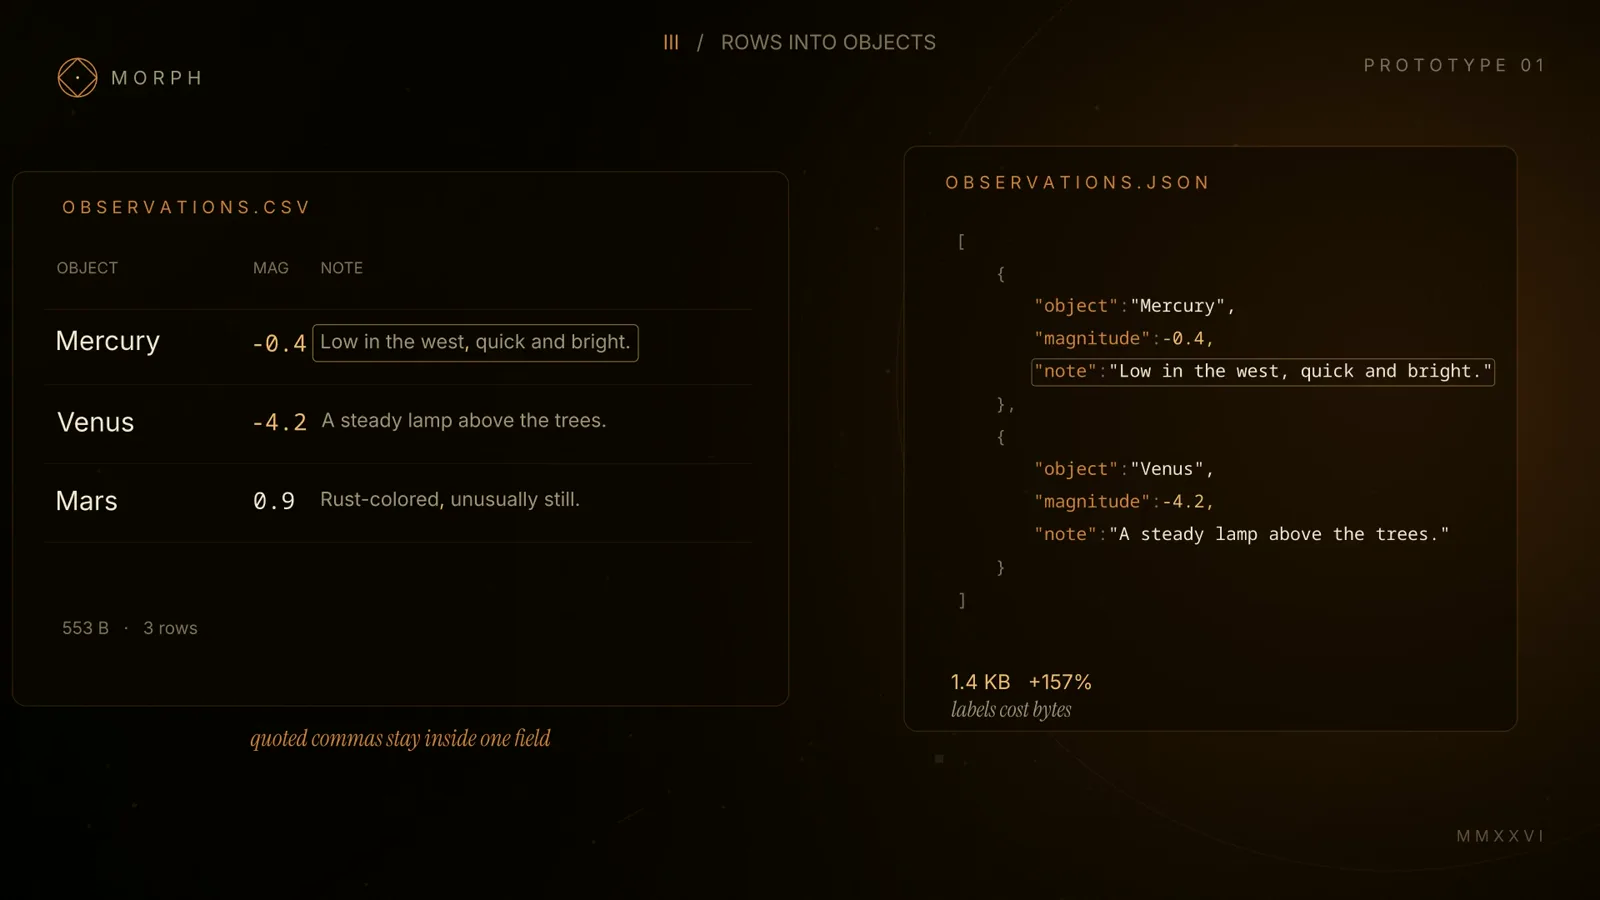 III / ROWS INTO OBJECTS
MORPH
PROTOTYPE 01
OBSERVATIONS.CSV
OBJECT MAG NOTE
Mercury -0.4 Low in the west, quick and bright.
Venus -4.2 A steady lamp above the trees.
Mars 0.9 Rust-colored, unusually still.
553 B · 3 rows
quoted commas stay inside one field
OBSERVATIONS.JSON
[
{
"object":"Mercury",
"magnitude":-0.4,
"note":"Low in the west, quick and bright."
},
{
"object":"Venus",
"magnitude":-4.2,
"note":"A steady lamp above the trees."
}
]
1.4 KB +157%
labels cost bytes
MMXXVI